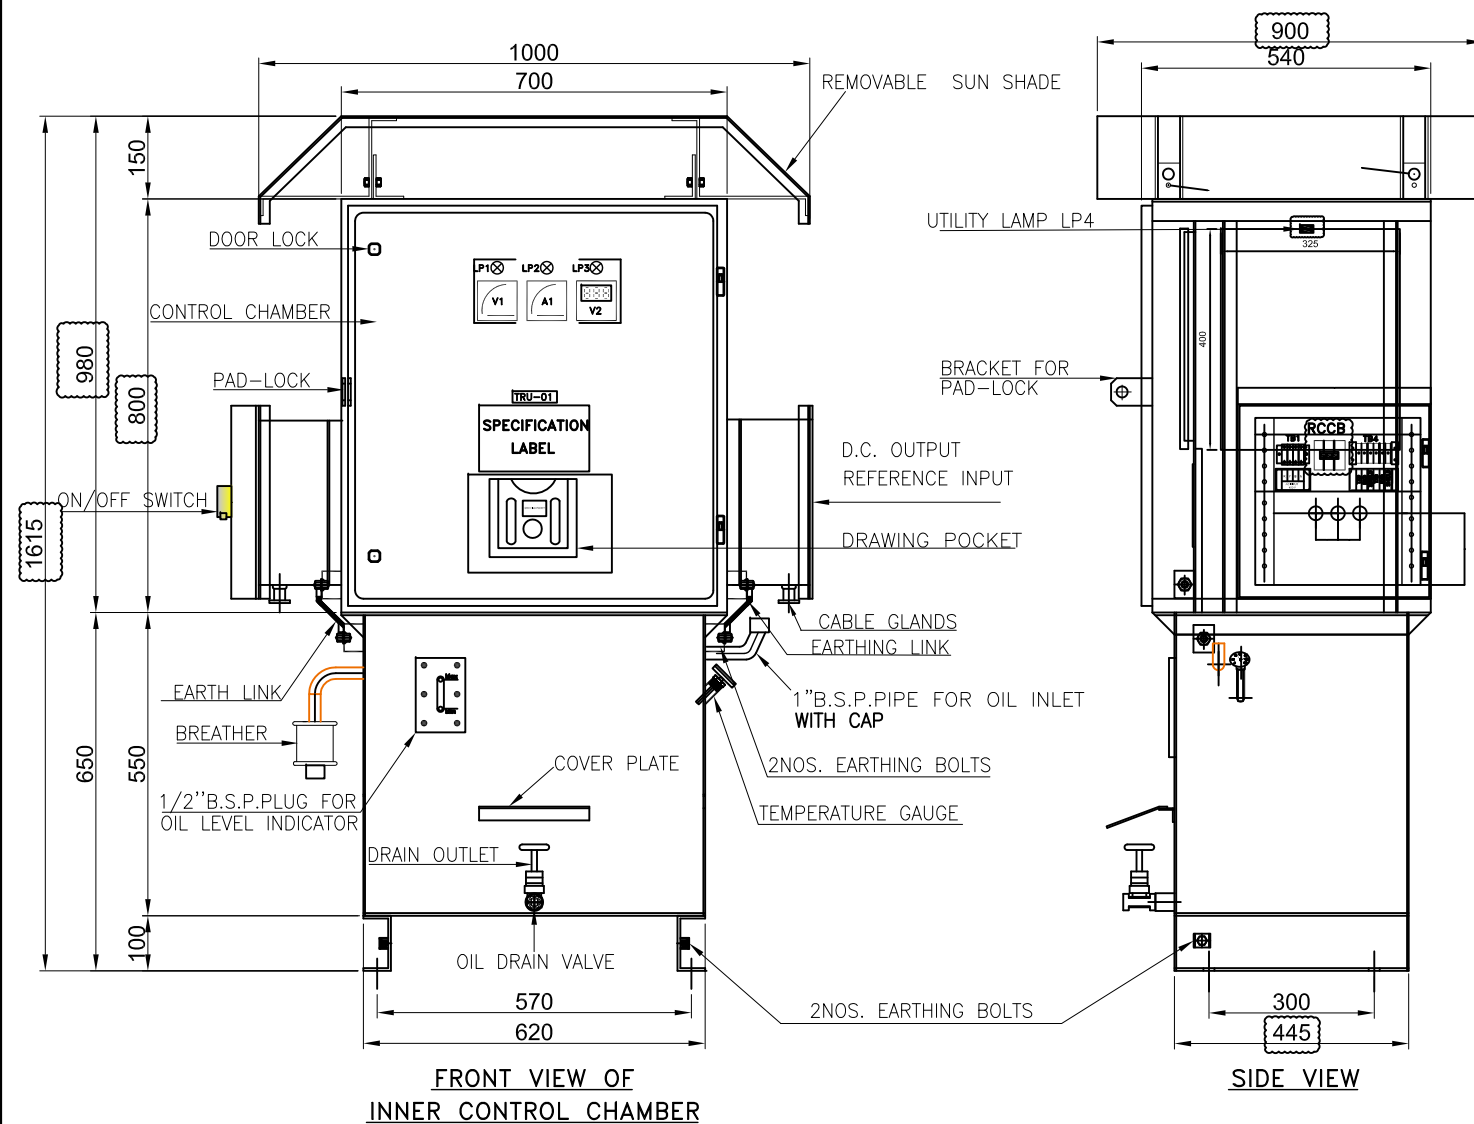 1000
700
REMOVABLE SUN SHADE
900
540
150
DOOR LOCK
UTILITY LAMP LP4
325
LP1
LP2
LP3
V1
A1
V2
CONTROL CHAMBER
980
800
400
PAD-LOCK
BRACKET FOR
PAD-LOCK
TRU-01
SPECIFICATION
LABEL
RCCB
TB1
TB4
D.C. OUTPUT
REFERENCE INPUT
ON/OFF SWITCH
1615
DRAWING POCKET
CABLE GLANDS
EARTHING LINK
EARTH LINK
1"B.S.P.PIPE FOR OIL INLET
WITH CAP
BREATHER
650
550
COVER PLATE
2NOS. EARTHING BOLTS
1/2''B.S.P.PLUG FOR
OIL LEVEL INDICATOR
TEMPERATURE GAUGE
DRAIN OUTLET
100
OIL DRAIN VALVE
570
620
2NOS. EARTHING BOLTS
300
445
FRONT VIEW OF
INNER CONTROL CHAMBER
SIDE VIEW